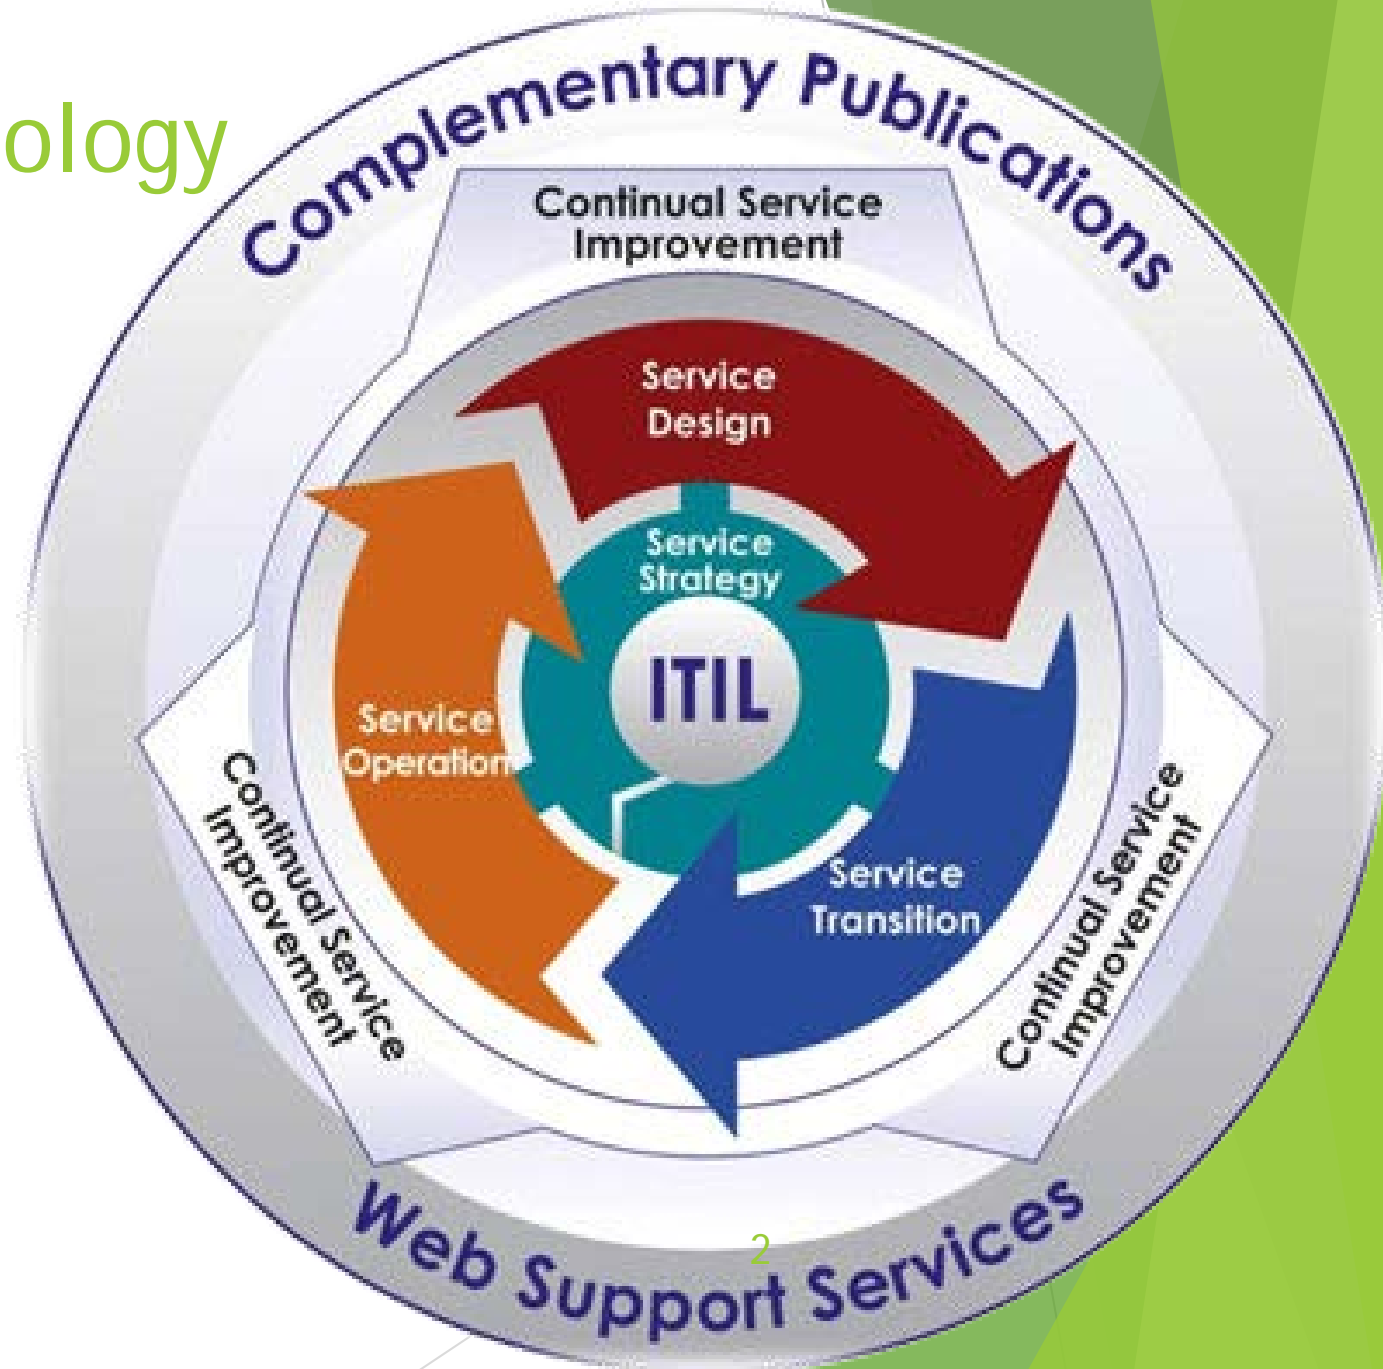 ology
Complementary Publications
Continual Service
Improvement
Service
Design
Service
Strategy
ITIL
Service
Operation
Service
Transition
Continual Service
Improvement
Continual Service
Improvement
Web Support Services
2